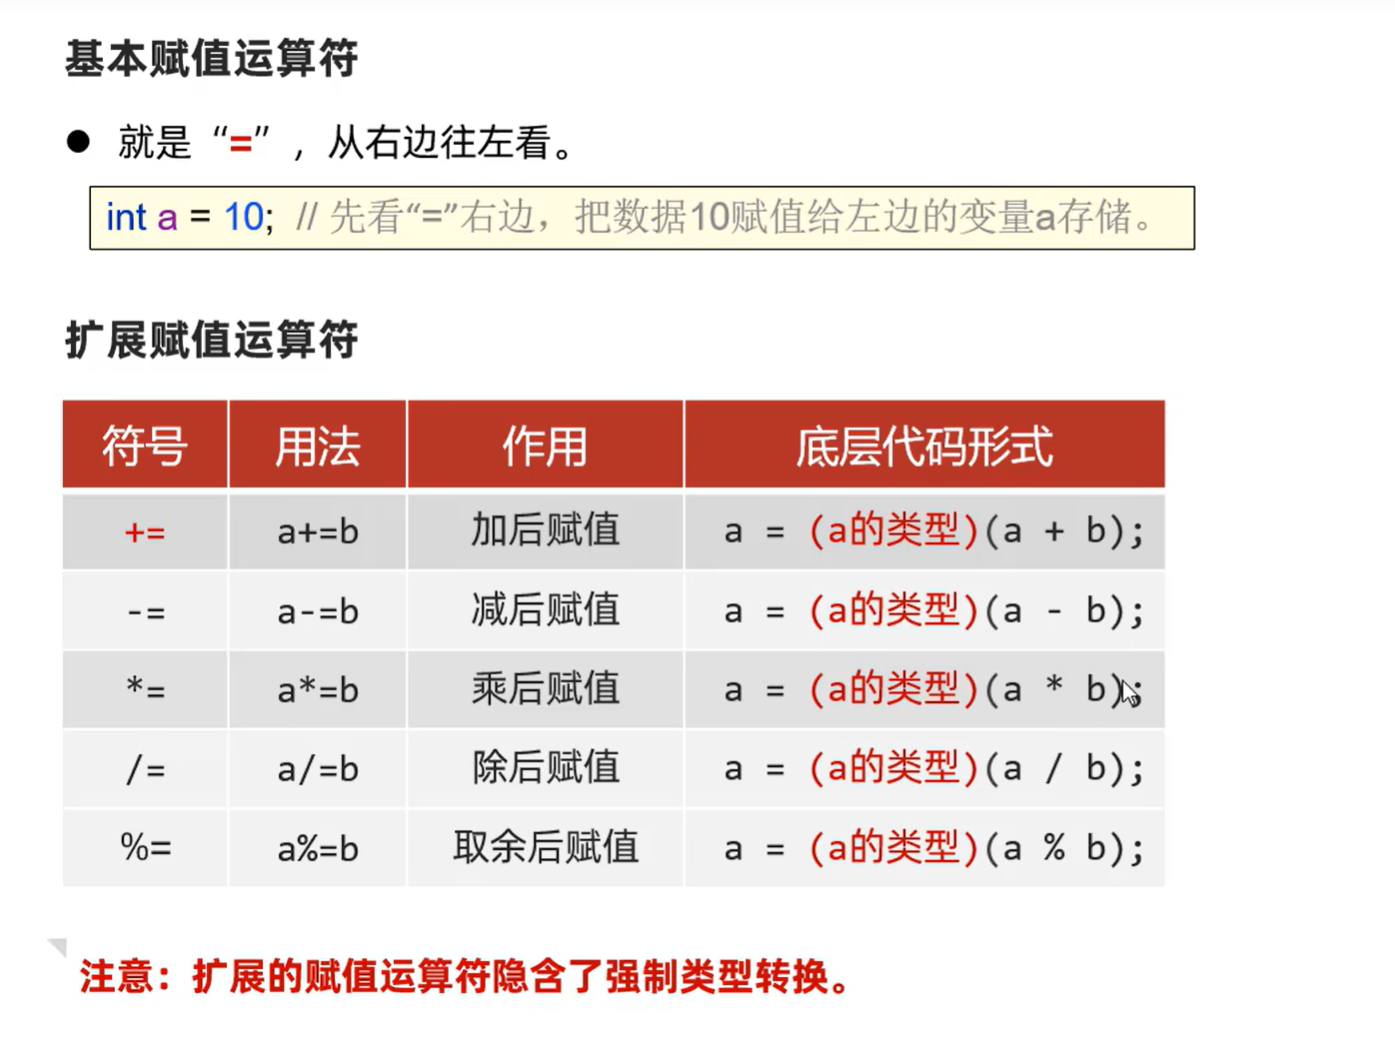 基本赋值运算符
● 就是“=”，从右边往左看。
int a = 10; // 先看“=”右边，把数据10赋值给左边的变量a存储。
扩展赋值运算符
符号 用法 作用 底层代码形式
+= a+=b 加后赋值 a = (a的类型)(a + b);
-= a-=b 减后赋值 a = (a的类型)(a - b);
*= a*=b 乘后赋值 a = (a的类型)(a * b);
/= a/=b 除后赋值 a = (a的类型)(a / b);
%= a%=b 取余后赋值 a = (a的类型)(a % b);
注意：扩展的赋值运算符隐含了强制类型转换。